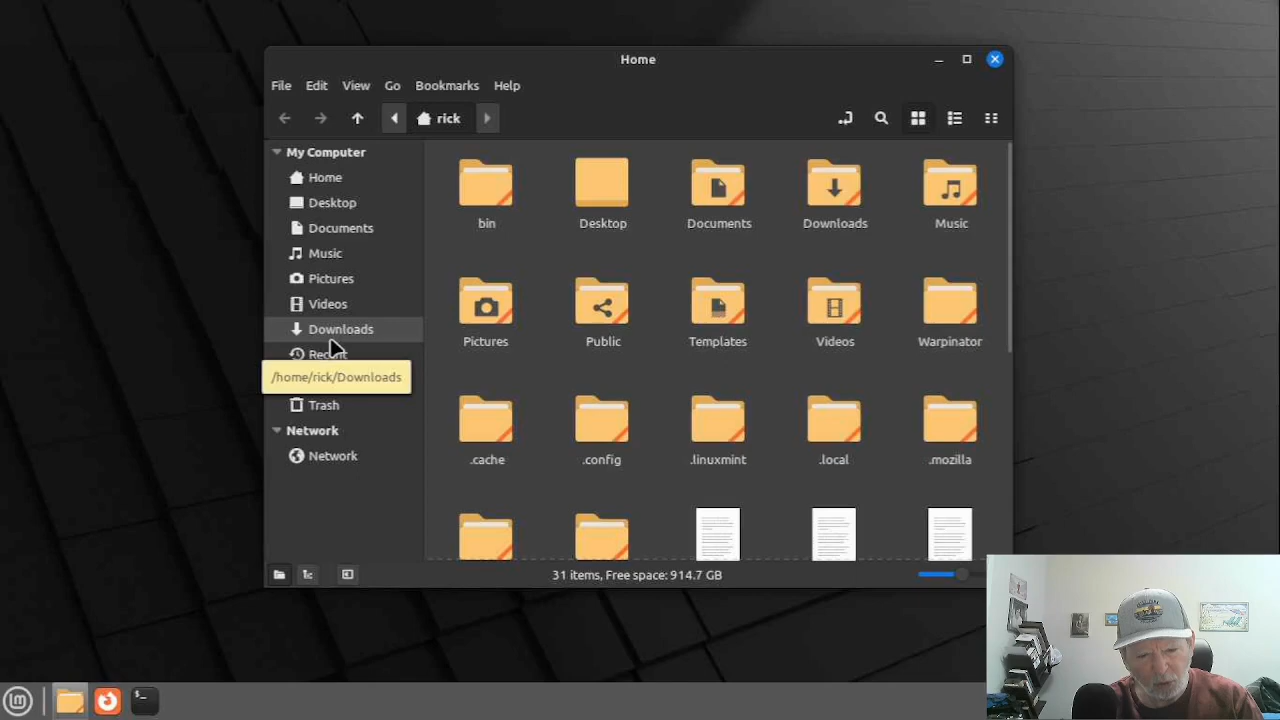 Home
File Edit View Go Bookmarks Help
rick
My Computer
Home
Desktop
Documents
Music
Pictures
Videos
Downloads
Recent
/home/rick/Downloads
Trash
Network
Network
bin Desktop Documents Downloads Music
Pictures Public Templates Videos Warpinator
.cache .config .linuxmint .local .mozilla
31 items, Free space: 914.7 GB